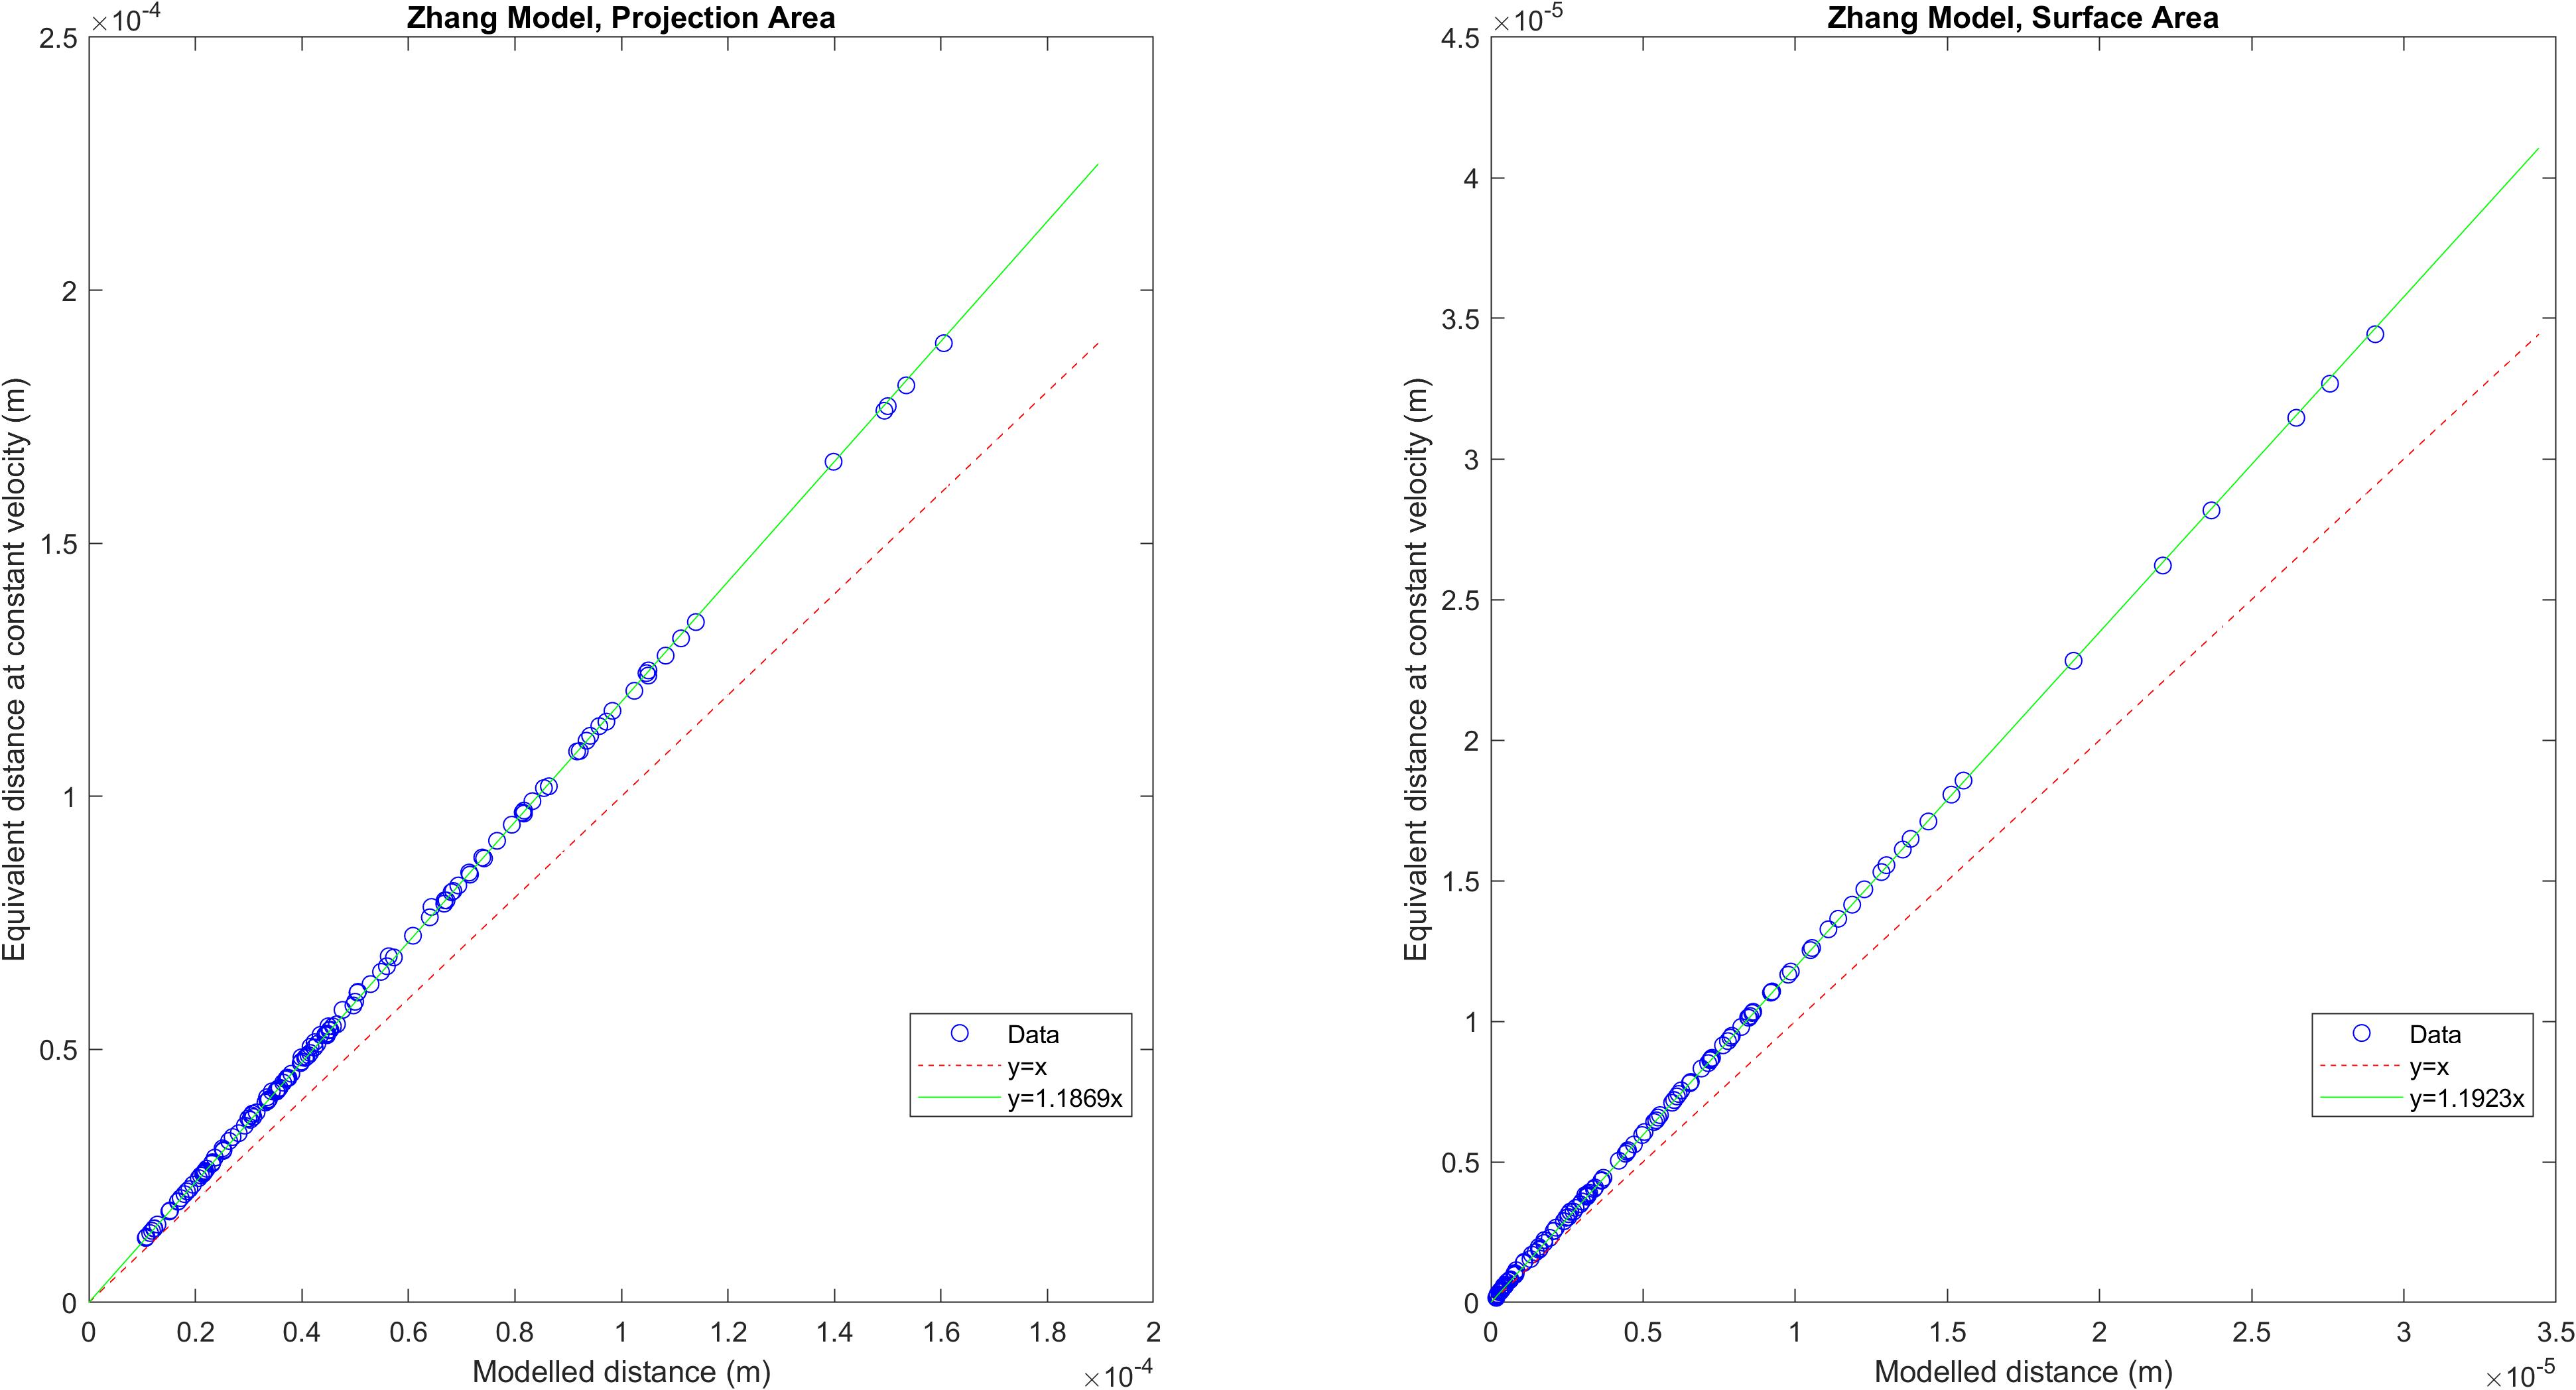 Zhang Model, Projection Area
×10-4
2.5
2
1.5
1
0.5
0
Equivalent distance at constant velocity (m)
0 0.2 0.4 0.6 0.8 1 1.2 1.4 1.6 1.8 2
Modelled distance (m)
×10-4
Data
y=x
y=1.1869x
Zhang Model, Surface Area
×10-5
4.5
4
3.5
3
2.5
2
1.5
1
0.5
0
Equivalent distance at constant velocity (m)
0 0.5 1 1.5 2 2.5 3 3.5
Modelled distance (m)
×10-5
Data
y=x
y=1.1923x